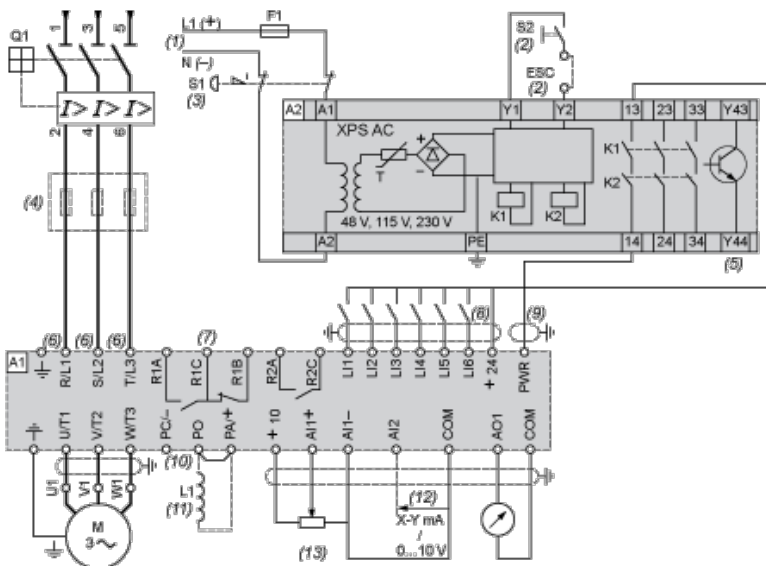 Q1
1
3
5
I>
I>
I>
2
4
6
(4)
L1 (+)
F1
(1)
N (–)
S1
(3)
S2
(2)
ESC
(2)
A2
A1
Y1
Y2
13
23
33
Y43
XPS AC
+
–
T
K1
K2
K1
K2
48 V, 115 V, 230 V
A2
PE
14
24
34
Y44
(5)
(6)
(6)
(6)
(7)
(8)
(9)
A1
R/L1
S/L2
T/L3
R1A
R1C
R1B
R2A
R2C
LI1
LI2
LI3
LI4
LI5
LI6
+ 24
PWR
U/T1
V/T2
W/T3
PC/–
PO
PA/+
+ 10
AI1+
AI1–
AI2
COM
AO1
COM
U1
V1
W1
M
3
(10)
L1
(11)
(12)
X-Y mA
/
0...10 V
(13)